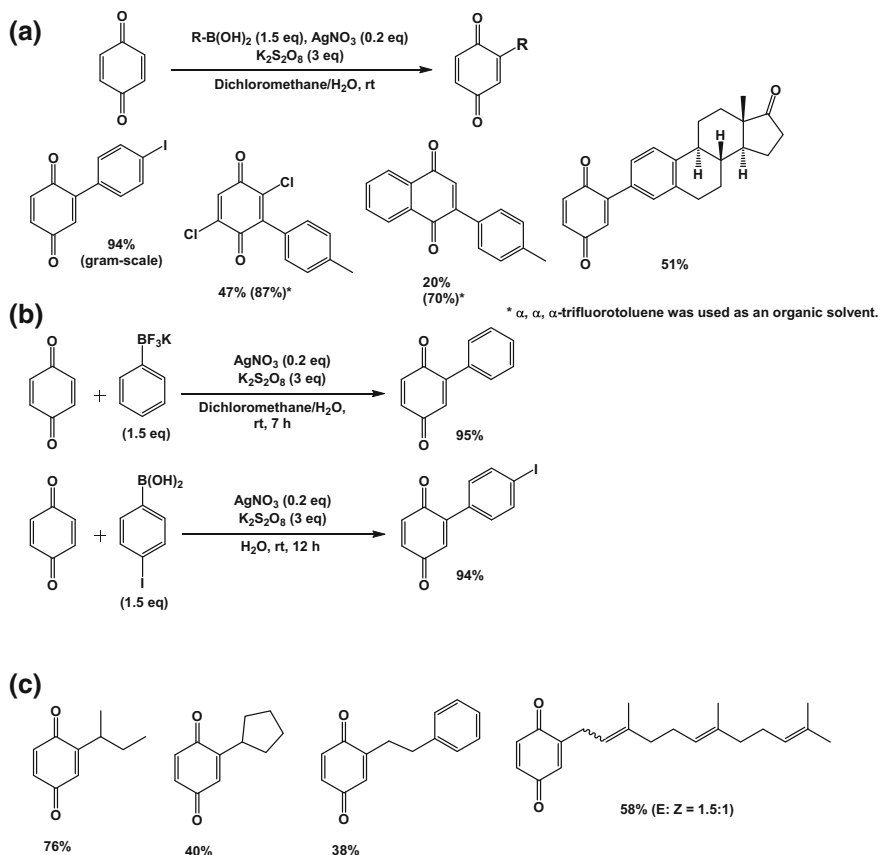 (a)
O
O
R-B(OH)₂ (1.5 eq), AgNO₃ (0.2 eq)
K₂S₂O₈ (3 eq)
Dichloromethane/H₂O, rt
O
R
O
O
I
O
94%
(gram-scale)
O
Cl
Cl
O
47% (87%)*
O
O
20%
(70%)*
O
H
H
H
O
O
51%
* α, α, α-trifluorotoluene was used as an organic solvent.
(b)
O
O
+
BF₃K
(1.5 eq)
AgNO₃ (0.2 eq)
K₂S₂O₈ (3 eq)
Dichloromethane/H₂O,
rt, 7 h
O
O
95%
O
O
+
B(OH)₂
I
(1.5 eq)
AgNO₃ (0.2 eq)
K₂S₂O₈ (3 eq)
H₂O, rt, 12 h
O
I
O
94%
(c)
O
O
76%
O
O
40%
O
O
38%
O
O
58% (E: Z = 1.5:1)